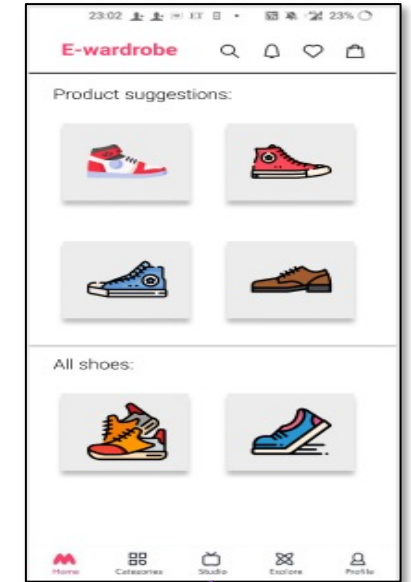 23:02 23%
E-wardrobe
Product suggestions:
All shoes:
Home Categories Studio Explore Profile